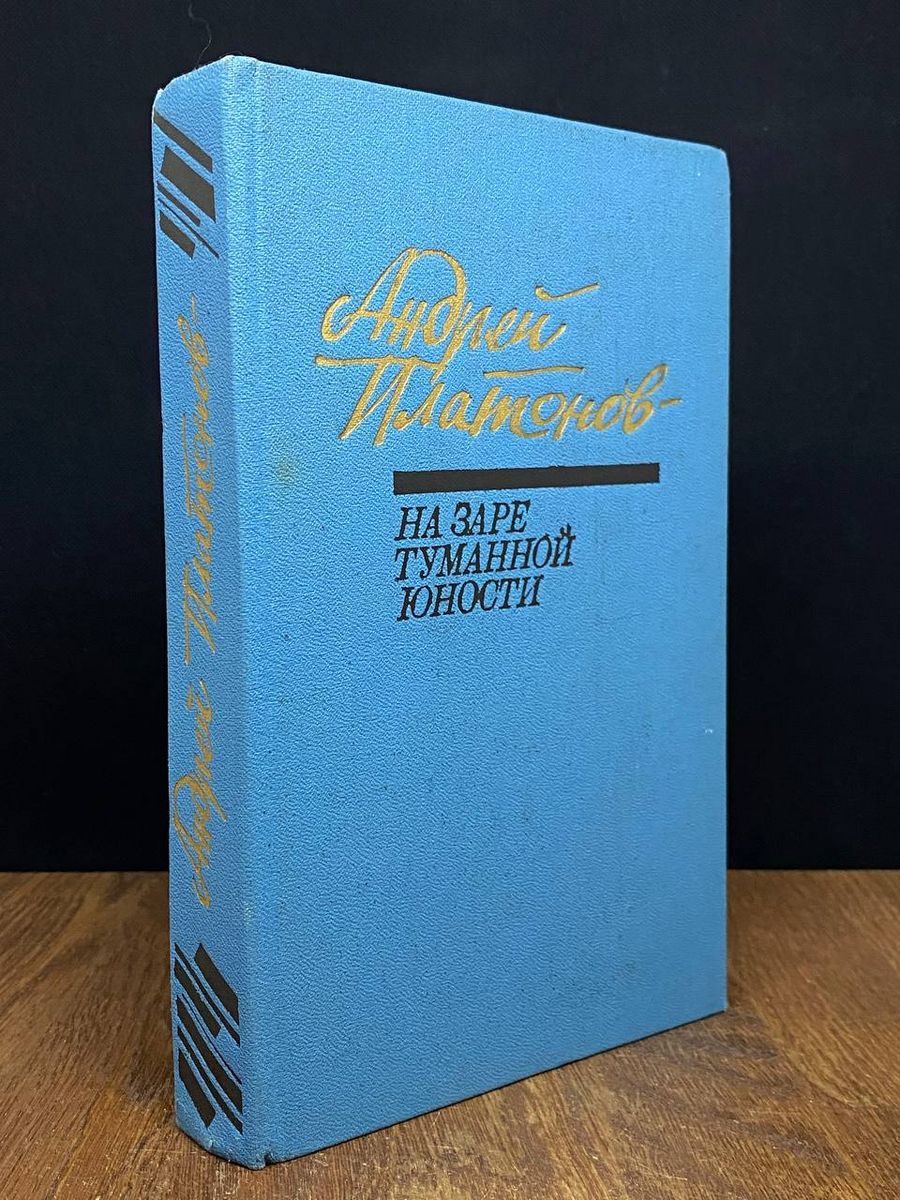 Андрей
Платонов
НА ЗАРЕ
ТУМАННОЙ
ЮНОСТИ
Андрей Платонов